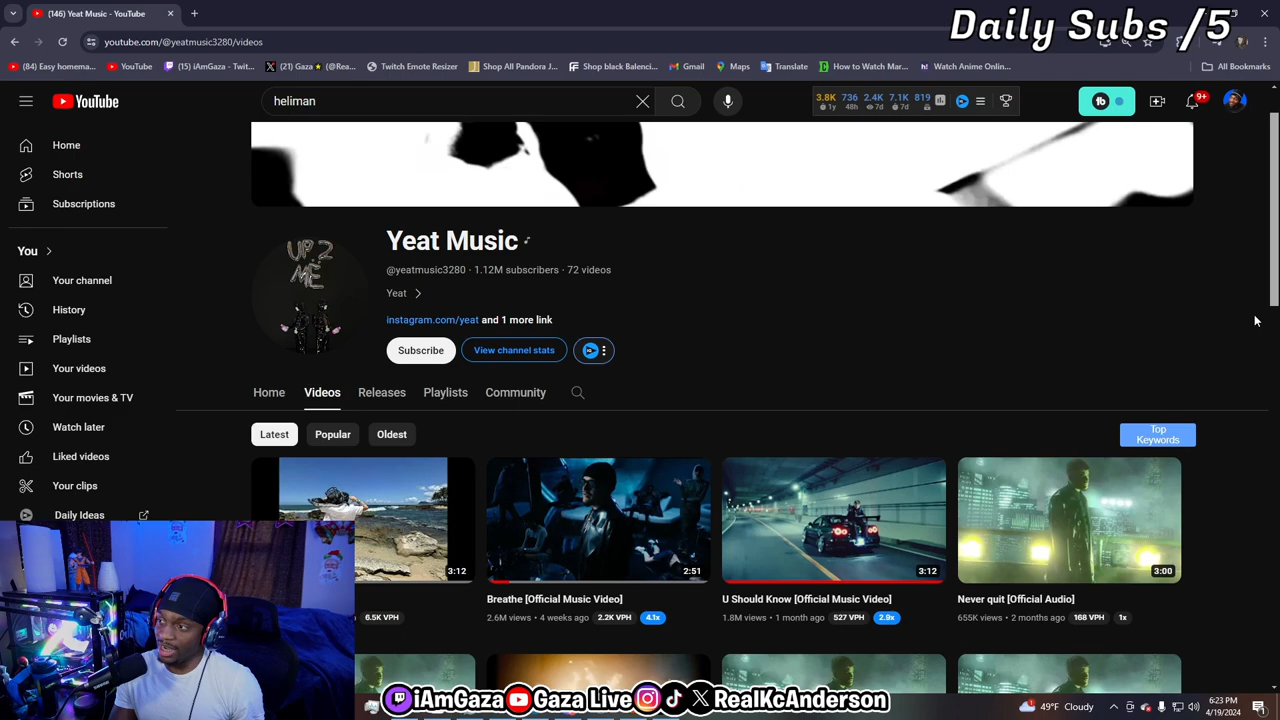 Daily Subs /5
(146) Yeat Music - YouTube
youtube.com/@yeatmusic3280/videos
(84) Easy homema...
YouTube
(15) iAmGaza - Twitc...
(21) Gaza⭐ (@Rea...
Twitch Emote Resizer
Shop All Pandora J...
Shop black Balenci...
Gmail
Maps
Translate
How to Watch Mar...
Watch Anime Onli...
All Bookmarks
YouTube
heliman
3.8K 736 2.4K 7.1K 819
1y 48h 7d 7d
9+
Home
Shorts
Subscriptions
You
Your channel
History
Playlists
Your videos
Your movies & TV
Watch later
Liked videos
Your clips
Daily Ideas
UP 2
ME
Yeat Music
@yeatmusic3280 · 1.12M subscribers · 72 videos
Yeat
instagram.com/yeat and 1 more link
Subscribe
View channel stats
Home
Videos
Releases
Playlists
Community
Latest
Popular
Oldest
Top
Keywords
3:12
2:51
3:12
3:00
Breathe [Official Music Video]
U Should Know [Official Music Video]
Never quit [Official Audio]
6.5K VPH
2.6M views · 4 weeks ago 2.2K VPH 4.1x
1.8M views · 1 month ago 527 VPH 2.9x
655K views · 2 months ago 168 VPH 1x
iAmGaza
Gaza Live
RealKcAnderson
49°F Cloudy
6:23 PM
4/19/2024